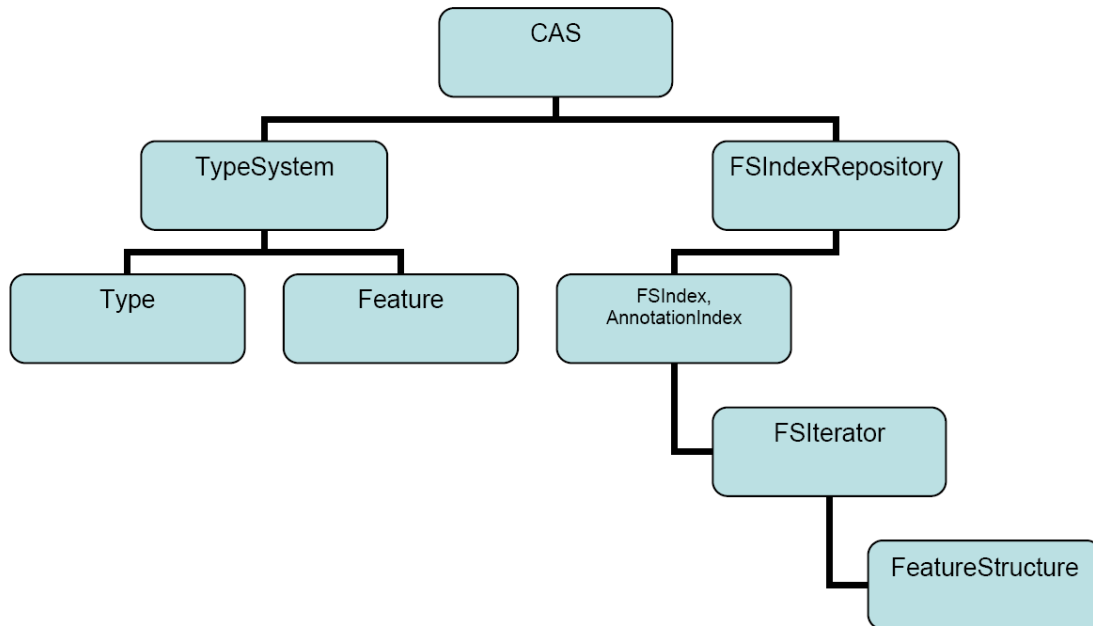 CAS
TypeSystem
FSIndexRepository
Type
Feature
FSIndex,
AnnotationIndex
FSIterator
FeatureStructure